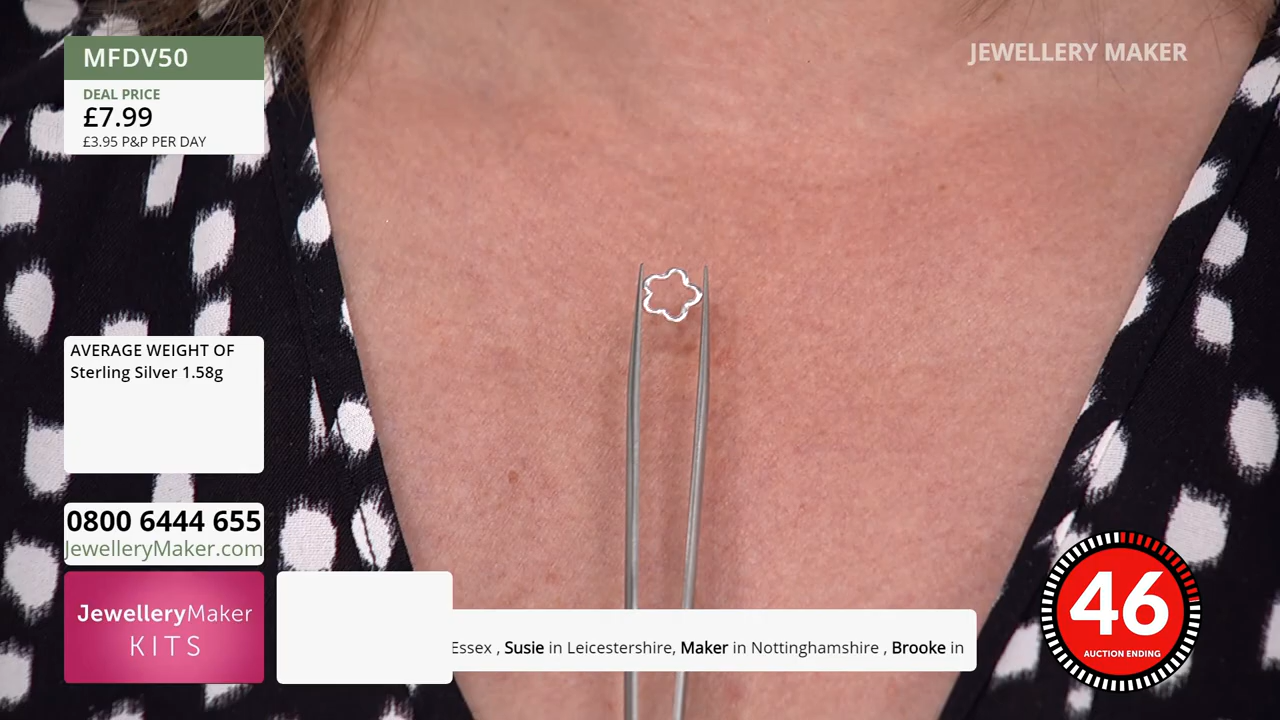 MFDV50
DEAL PRICE
£7.99
£3.95 P&P PER DAY
JEWELLERY MAKER
AVERAGE WEIGHT OF
Sterling Silver 1.58g
0800 6444 655
JewelleryMaker.com
JewelleryMaker
KITS
Essex , Susie in Leicestershire, Maker in Nottinghamshire , Brooke in
46
AUCTION ENDING